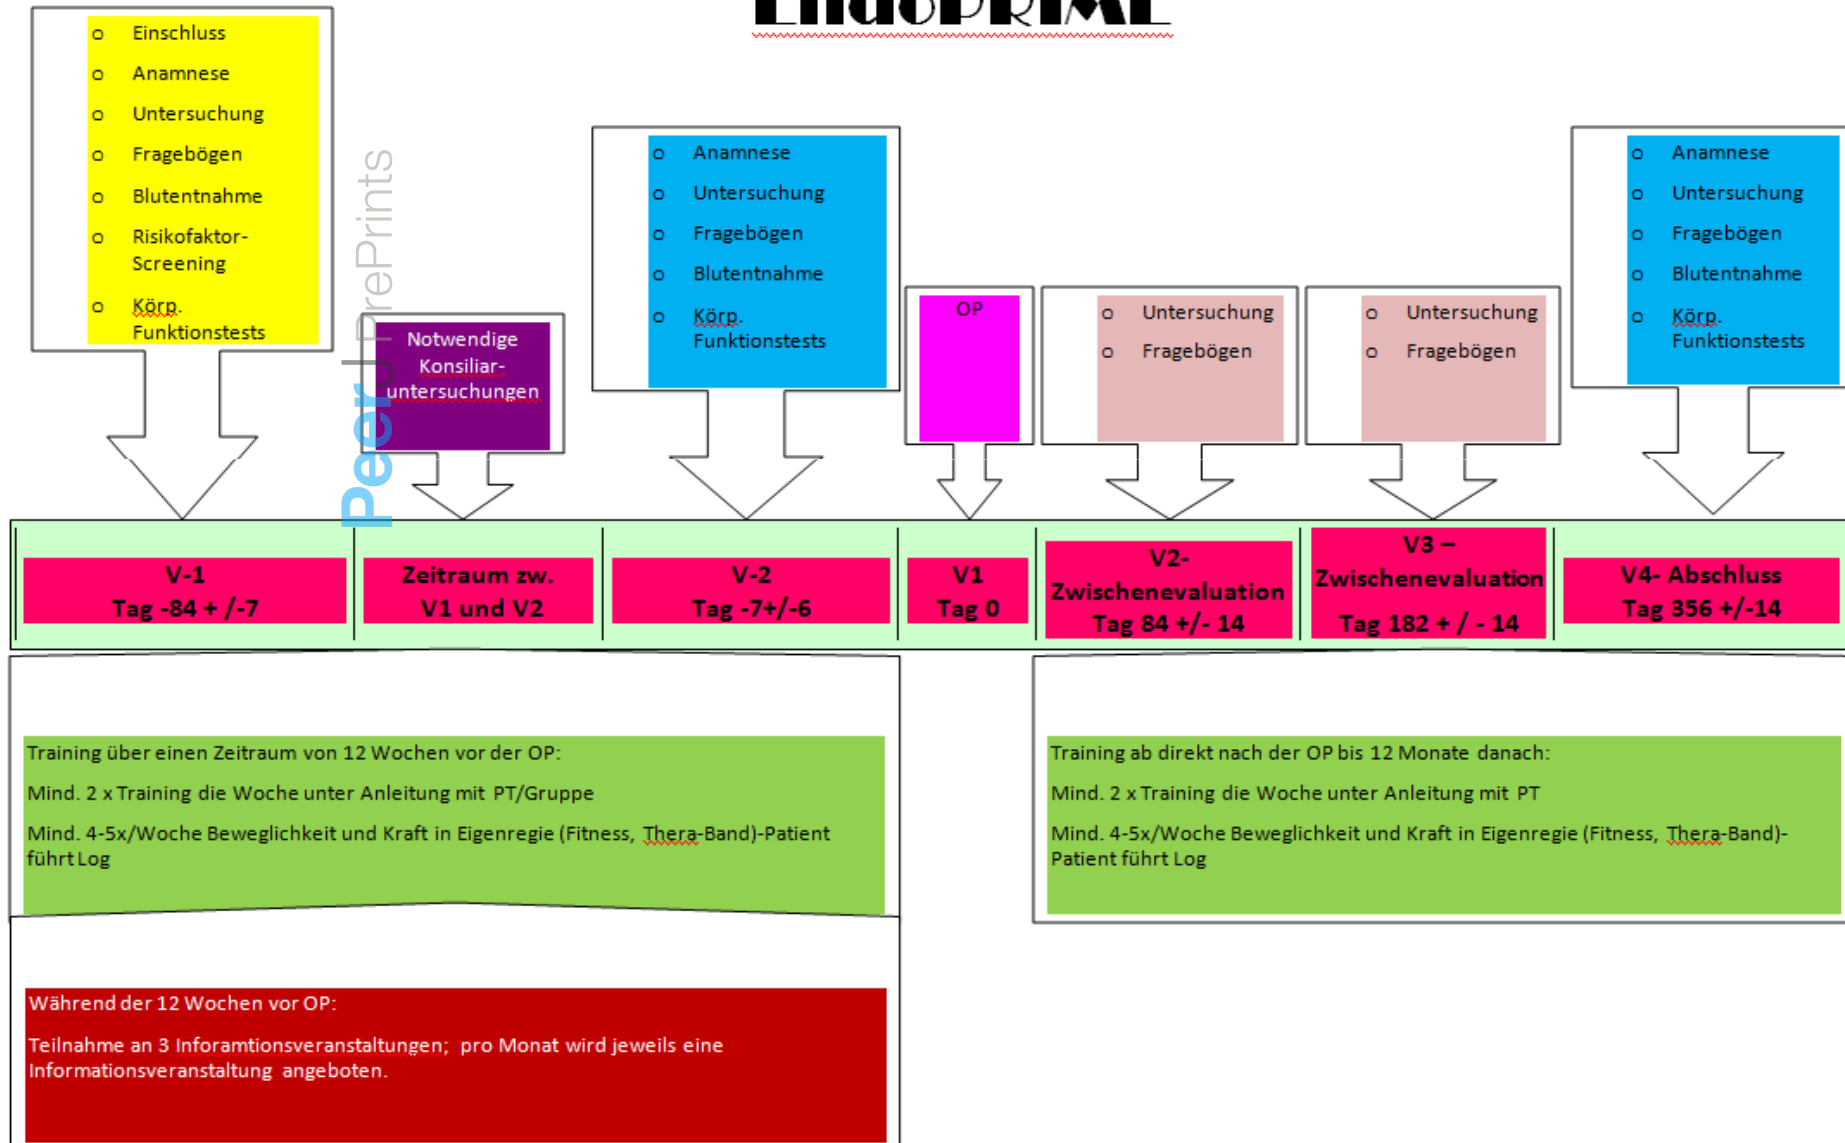 EndoPRIME
o Einschluss
o Anamnese
o Untersuchung
o Fragebögen
o Blutentnahme
o Risikofaktor-
Screening
o Körp.
Funktionstests
PeerJ PrePrints
Notwendige
Konsiliar-
untersuchungen
o Anamnese
o Untersuchung
o Fragebögen
o Blutentnahme
o Körp.
Funktionstests
OP
o Untersuchung
o Fragebögen
o Untersuchung
o Fragebögen
o Anamnese
o Untersuchung
o Fragebögen
o Blutentnahme
o Körp.
Funktionstests
V-1
Tag -84 + /-7
Zeitraum zw.
V1 und V2
V-2
Tag -7+/-6
V1
Tag 0
V2-
Zwischenevaluation
Tag 84 +/- 14
V3 –
Zwischenevaluation
Tag 182 + / - 14
V4- Abschluss
Tag 356 +/-14
Training über einen Zeitraum von 12 Wochen vor der OP:
Mind. 2 x Training die Woche unter Anleitung mit PT/Gruppe
Mind. 4-5x/Woche Beweglichkeit und Kraft in Eigenregie (Fitness, Thera-Band)-Patient
führt Log
Training ab direkt nach der OP bis 12 Monate danach:
Mind. 2 x Training die Woche unter Anleitung mit PT
Mind. 4-5x/Woche Beweglichkeit und Kraft in Eigenregie (Fitness, Thera-Band)-
Patient führt Log
Während der 12 Wochen vor OP:
Teilnahme an 3 Inforamtionsveranstaltungen; pro Monat wird jeweils eine
Informationsveranstaltung angeboten.